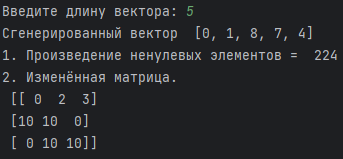 Введите длину вектора: 5
Сгенерированный вектор  [0, 1, 8, 7, 4]
1. Произведение ненулевых элементов =  224
2. Изменённая матрица.
 [[ 0  2  3]
 [10 10  0]
 [ 0 10 10]]